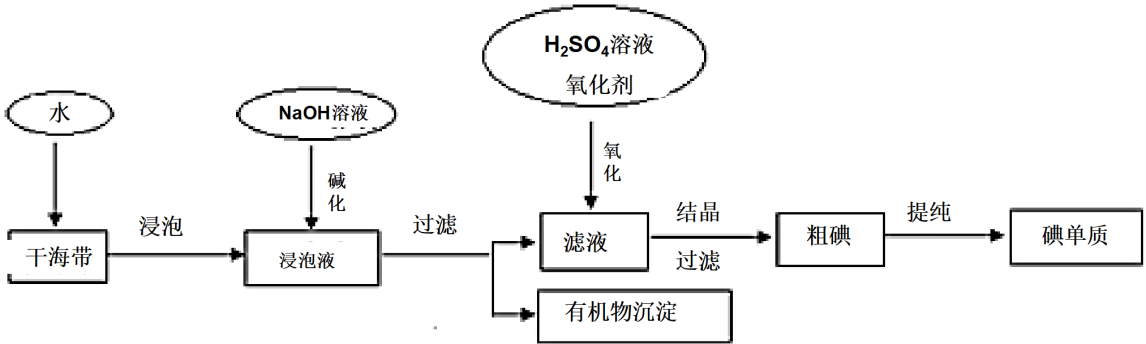 H₂SO₄溶液
氧化剂
水
NaOH溶液
碱
化
氧
化
干海带
浸泡
浸泡液
过滤
滤液
结晶
过滤
粗碘
提纯
碘单质
有机物沉淀